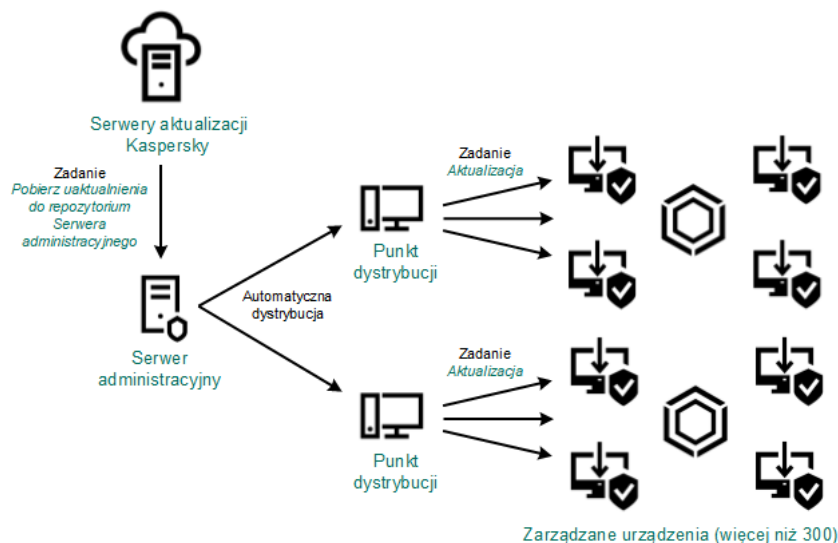 Serwery aktualizacji
Kaspersky
Zadanie
Pobierz uaktualnienia
do repozytorium
Serwera
administracyjnego
Serwer
administracyjny
Automatyczna
dystrybucja
Punkt
dystrybucji
Zadanie
Aktualizacja
Punkt
dystrybucji
Zadanie
Aktualizacja
Zarządzane urządzenia (więcej niż 300)